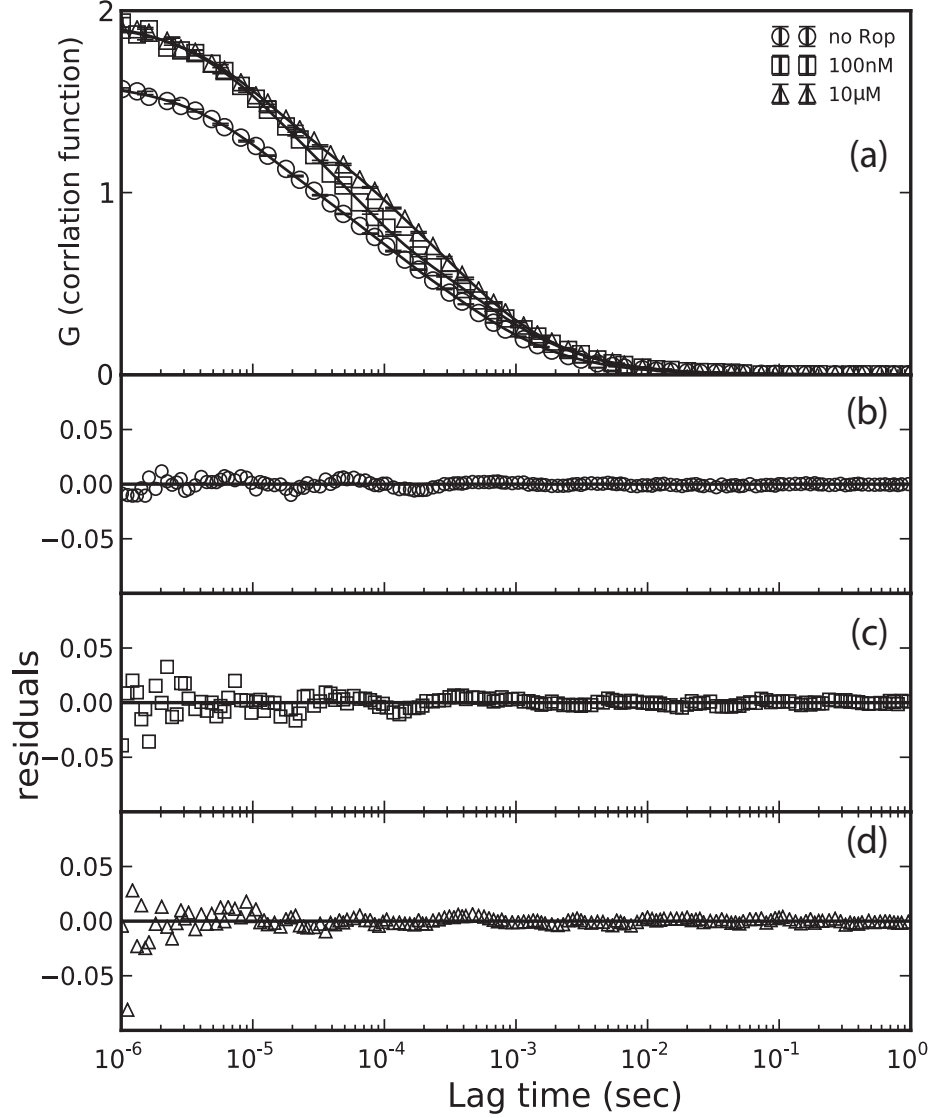 2
no Rop
100nM
10µM
(a)
1
G (corrlation function)
0
(b)
0.05
0.00
−0.05
(c)
0.05
0.00
−0.05
residuals
(d)
0.05
0.00
−0.05
10⁻⁶ 10⁻⁵ 10⁻⁴ 10⁻³ 10⁻² 10⁻¹ 10⁰
Lag time (sec)